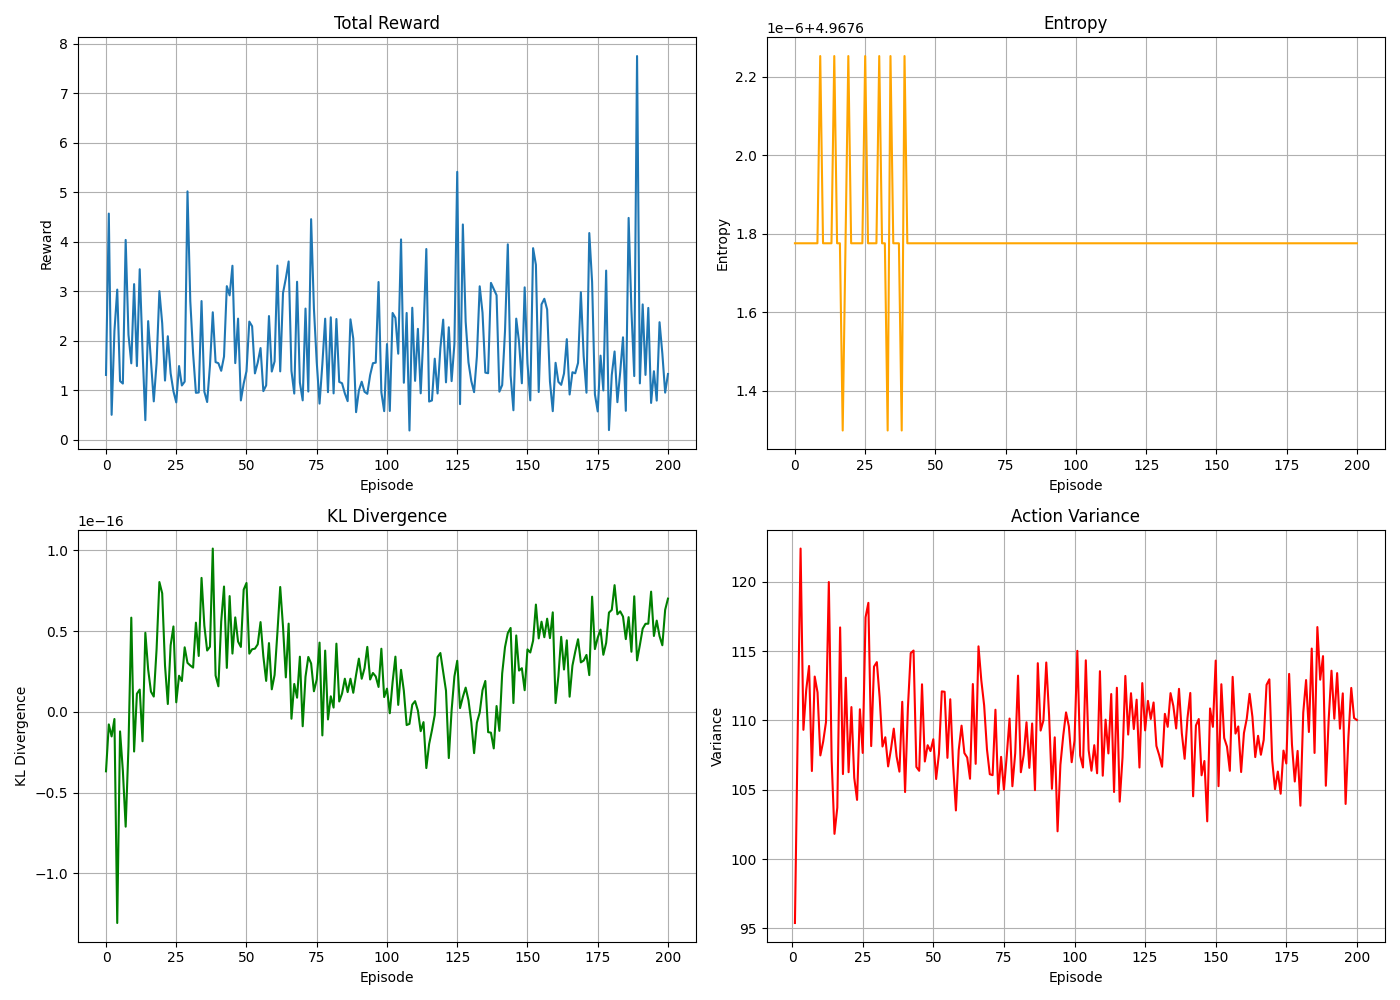 Total Reward
8
7
6
5
4
3
2
1
0
Reward
0 25 50 75 100 125 150 175 200
Episode
Entropy
1e−6+4.9676
2.2
2.0
1.8
1.6
1.4
Entropy
0 25 50 75 100 125 150 175 200
Episode
KL Divergence
1e−16
1.0
0.5
0.0
−0.5
−1.0
KL Divergence
0 25 50 75 100 125 150 175 200
Episode
Action Variance
120
115
110
105
100
95
Variance
0 25 50 75 100 125 150 175 200
Episode